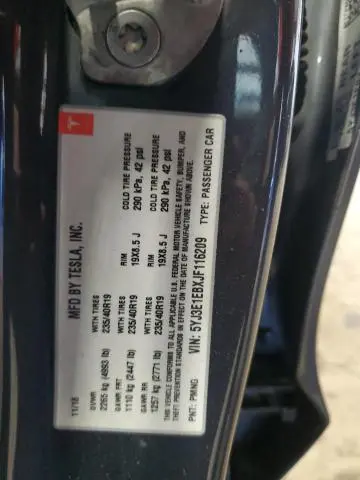 MFD BY TESLA, INC.
11/18
GVWR
2265 kg (4993 lb)
GAWR FRT WITH TIRES RIM COLD TIRE PRESSURE
1110 kg (2447 lb) 235/40R19 19X8.5 J 290 kPa, 42 psi
GAWR RR WITH TIRES RIM COLD TIRE PRESSURE
1257 kg (2771 lb) 235/40R19 19X8.5 J 290 kPa, 42 psi
THIS VEHICLE CONFORMS TO ALL APPLICABLE U.S. FEDERAL MOTOR VEHICLE SAFETY, BUMPER, AND
THEFT PREVENTION STANDARDS IN EFFECT ON THE DATE OF MANUFACTURE SHOWN ABOVE.
VIN: 5YJ3E1EBXJF116209
PNT: PMNG TYPE: PASSENGER CAR